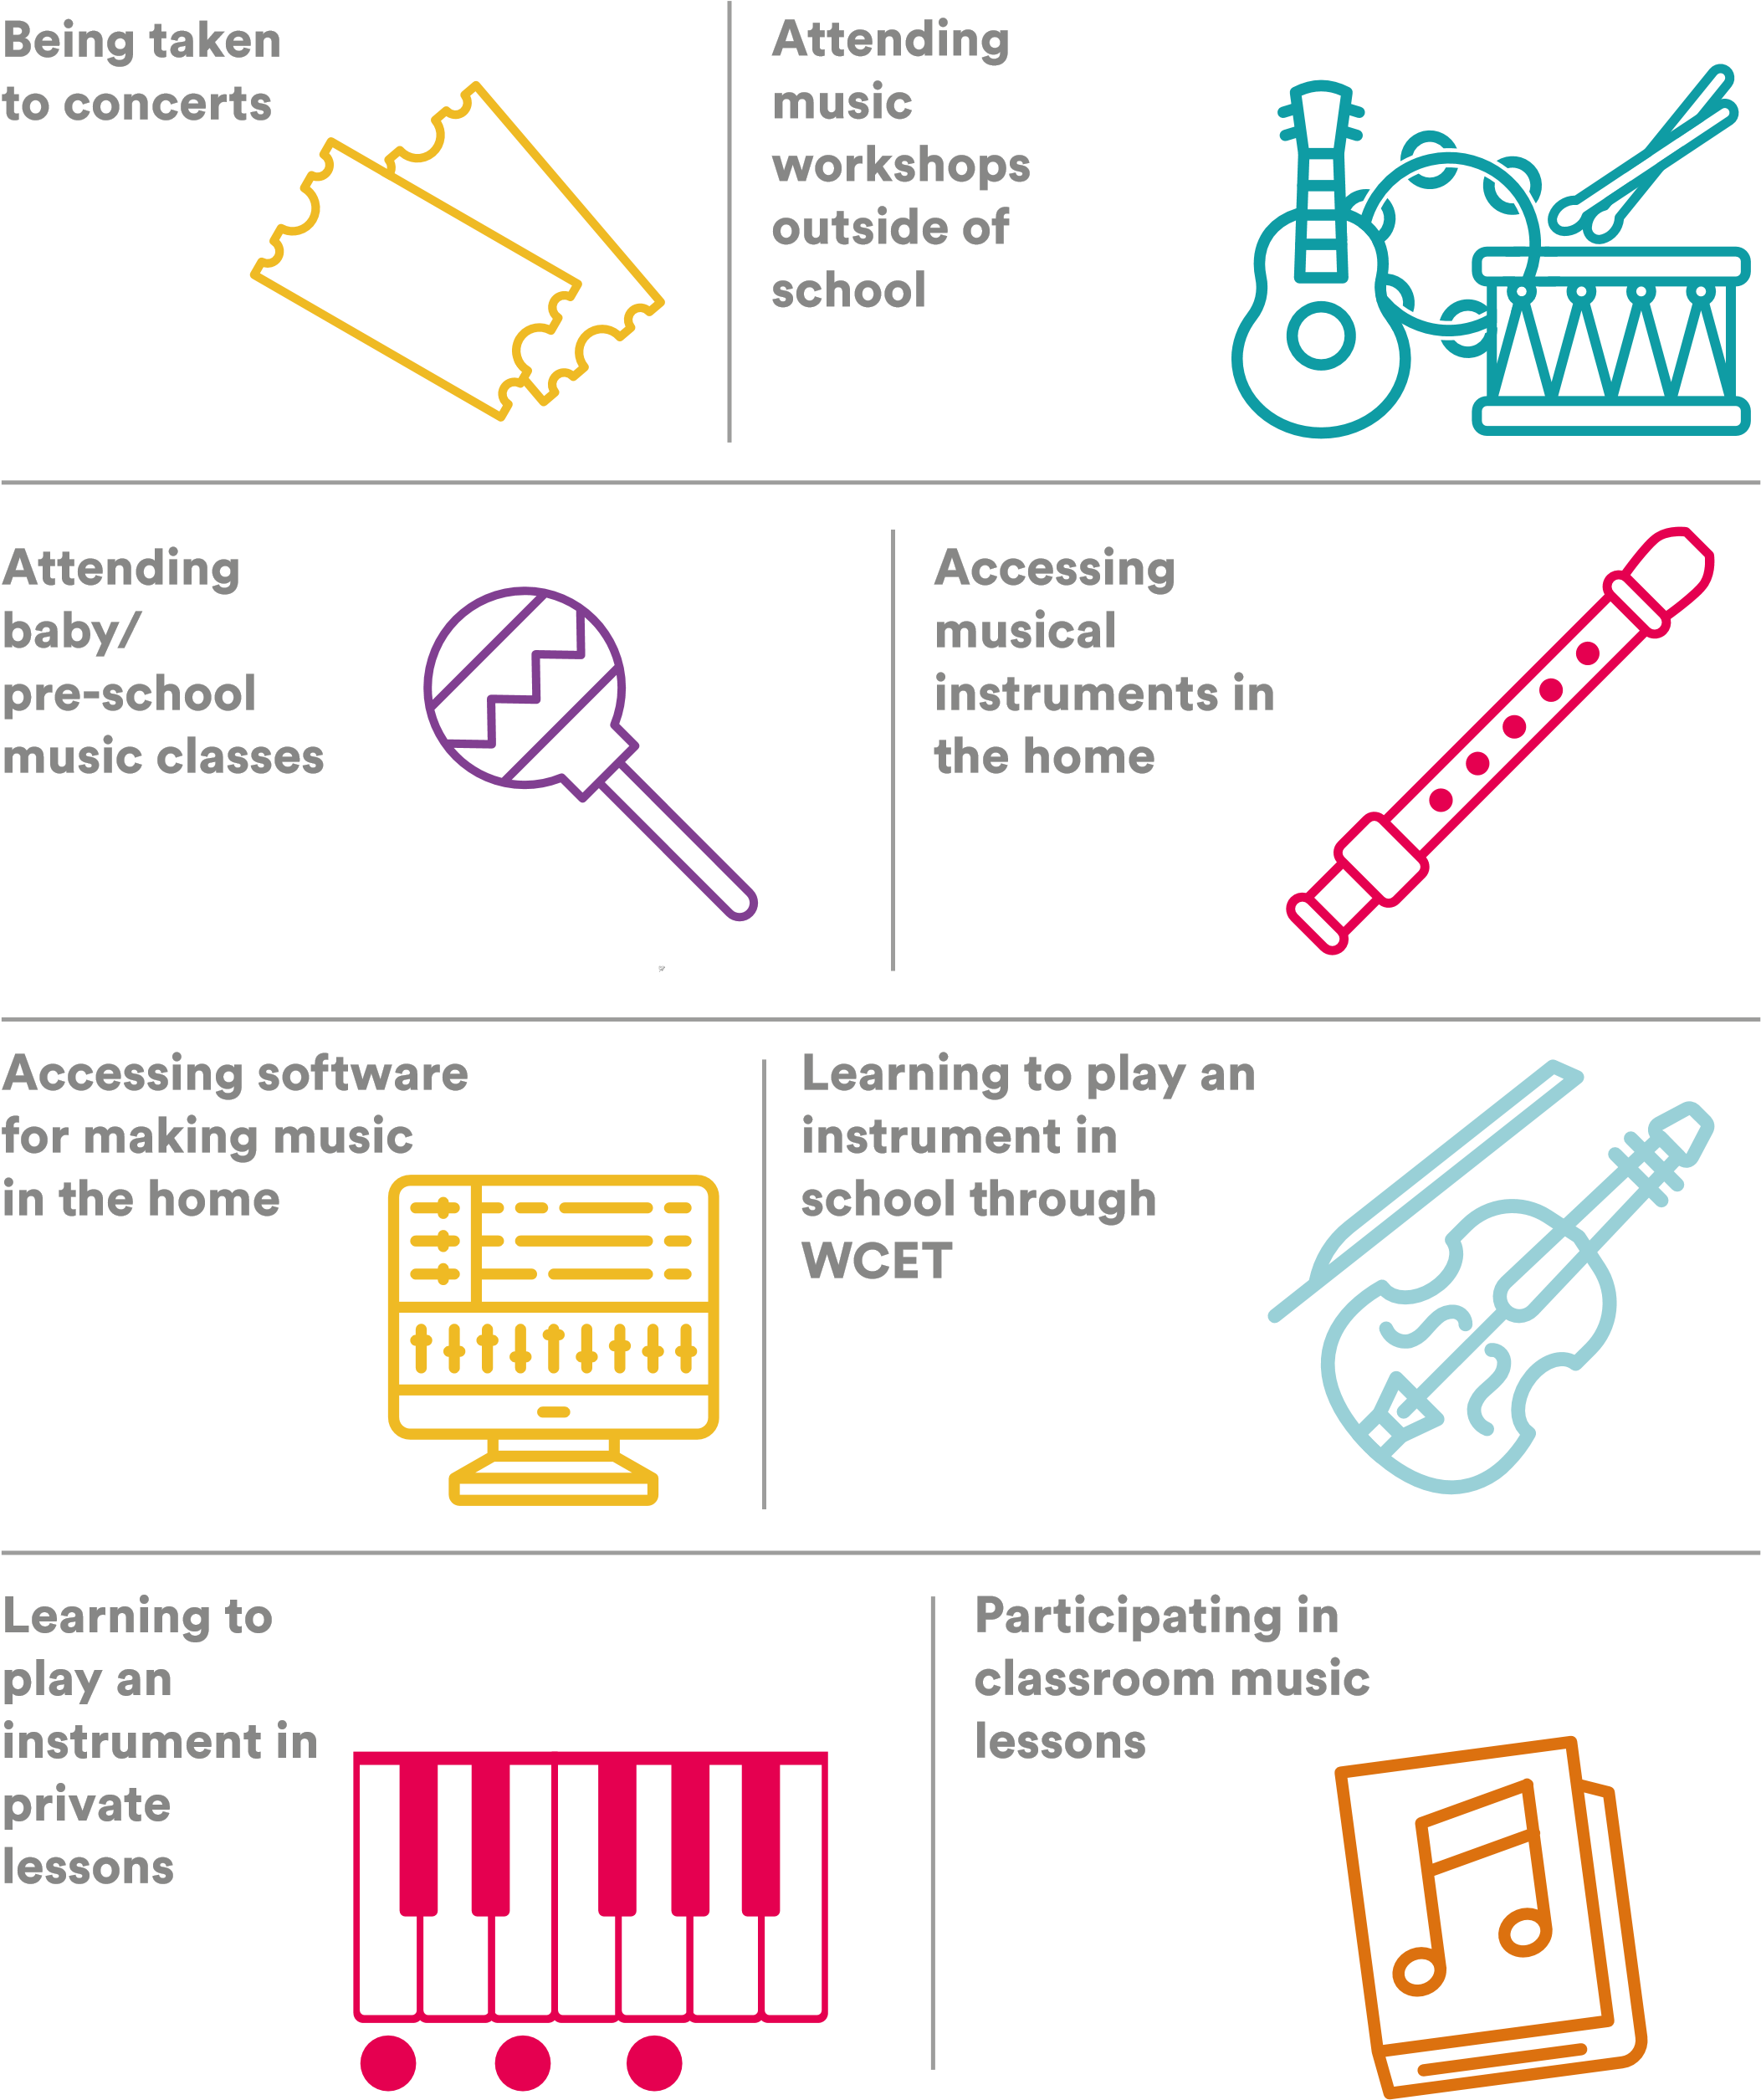 Being taken
to concerts
Attending
music
workshops
outside of
school
Attending
baby/
pre-school
music classes
Accessing
musical
instruments in
the home
Accessing software
for making music
in the home
Learning to play an
instrument in
school through
WCET
Learning to
play an
instrument in
private
lessons
Participating in
classroom music
lessons